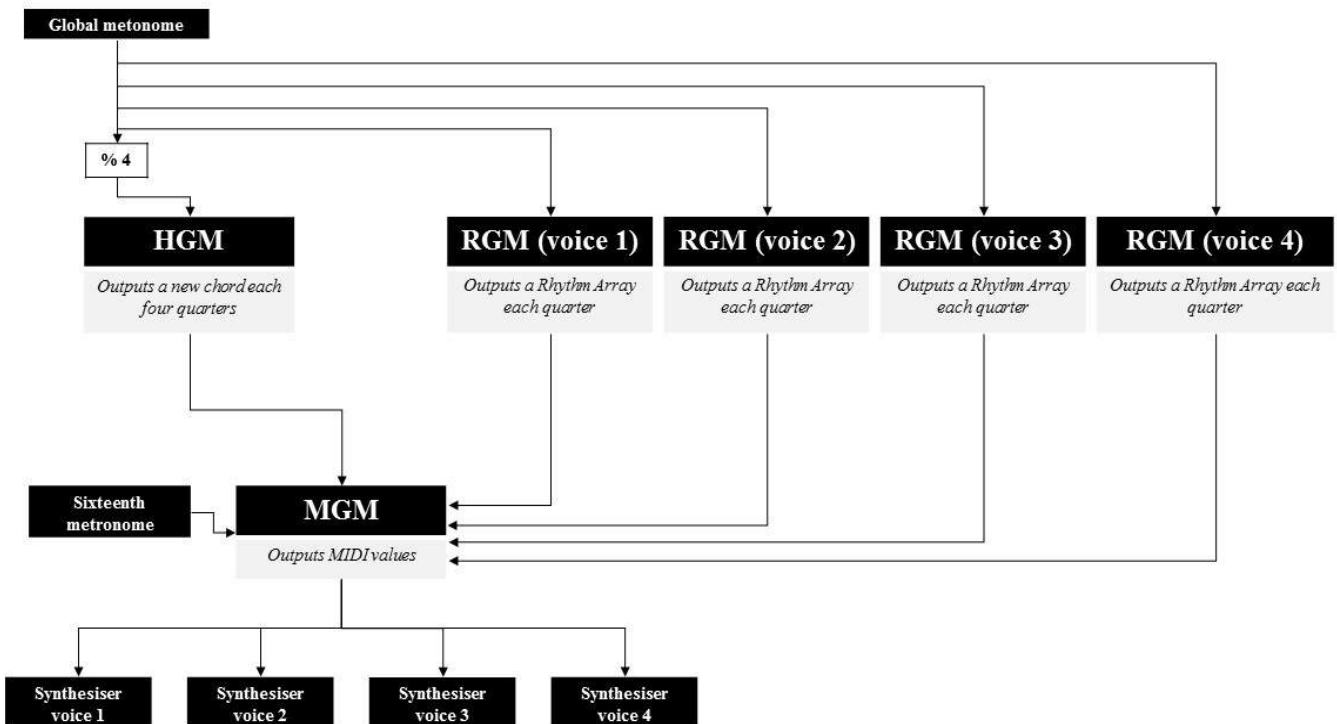 Global metonome
% 4
HGM
Outputs a new chord each
four quarters
RGM (voice 1)
Outputs a Rhythm Array
each quarter
RGM (voice 2)
Outputs a Rhythm Array
each quarter
RGM (voice 3)
Outputs a Rhythm Array
each quarter
RGM (voice 4)
Outputs a Rhythm Array each
quarter
Sixteenth
metronome
MGM
Outputs MIDI values
Synthesiser
voice 1
Synthesiser
voice 2
Synthesiser
voice 3
Synthesiser
voice 4